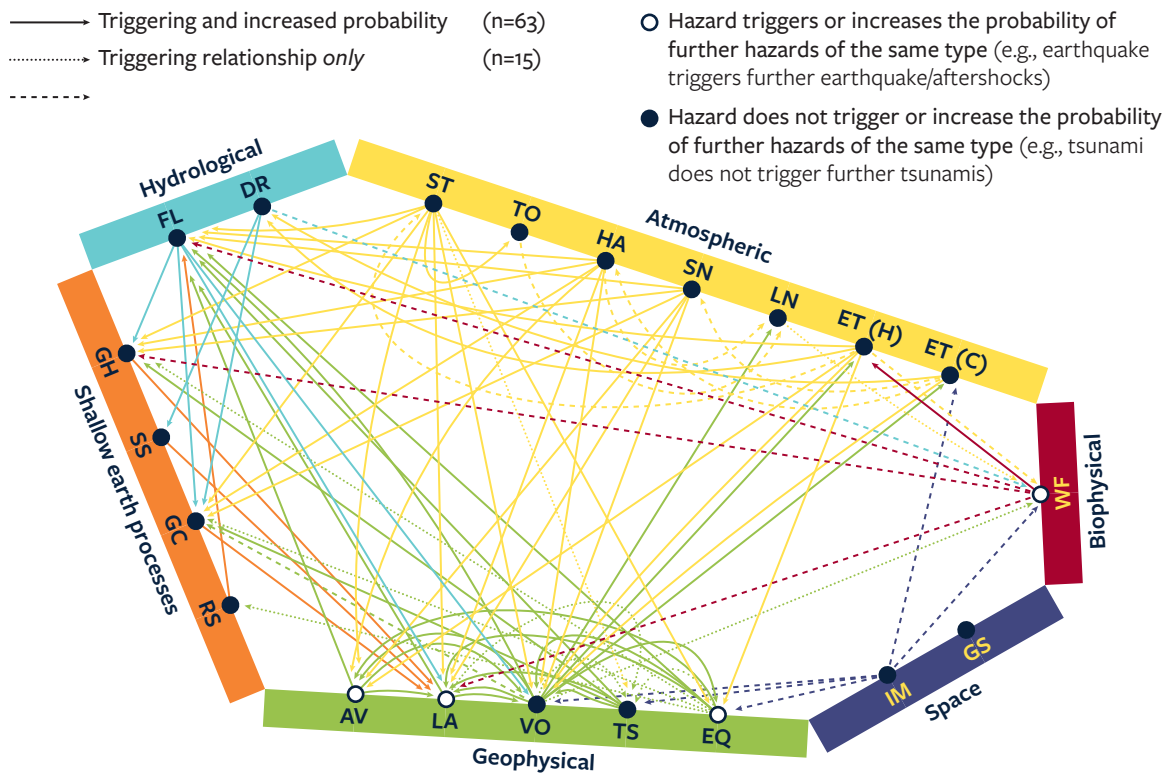 Triggering and increased probability (n=63)
Triggering relationship only (n=15)
Hazard triggers or increases the probability of
further hazards of the same type (e.g., earthquake
triggers further earthquake/aftershocks)
Hazard does not trigger or increase the probability
of further hazards of the same type (e.g., tsunami
does not trigger further tsunamis)
Hydrological
FL
DR
Atmospheric
ST
TO
HA
SN
LN
ET (H)
ET (C)
Biophysical
WF
Space
GS
IM
Geophysical
AV
LA
VO
TS
EQ
Shallow earth processes
GH
SS
GC
RS